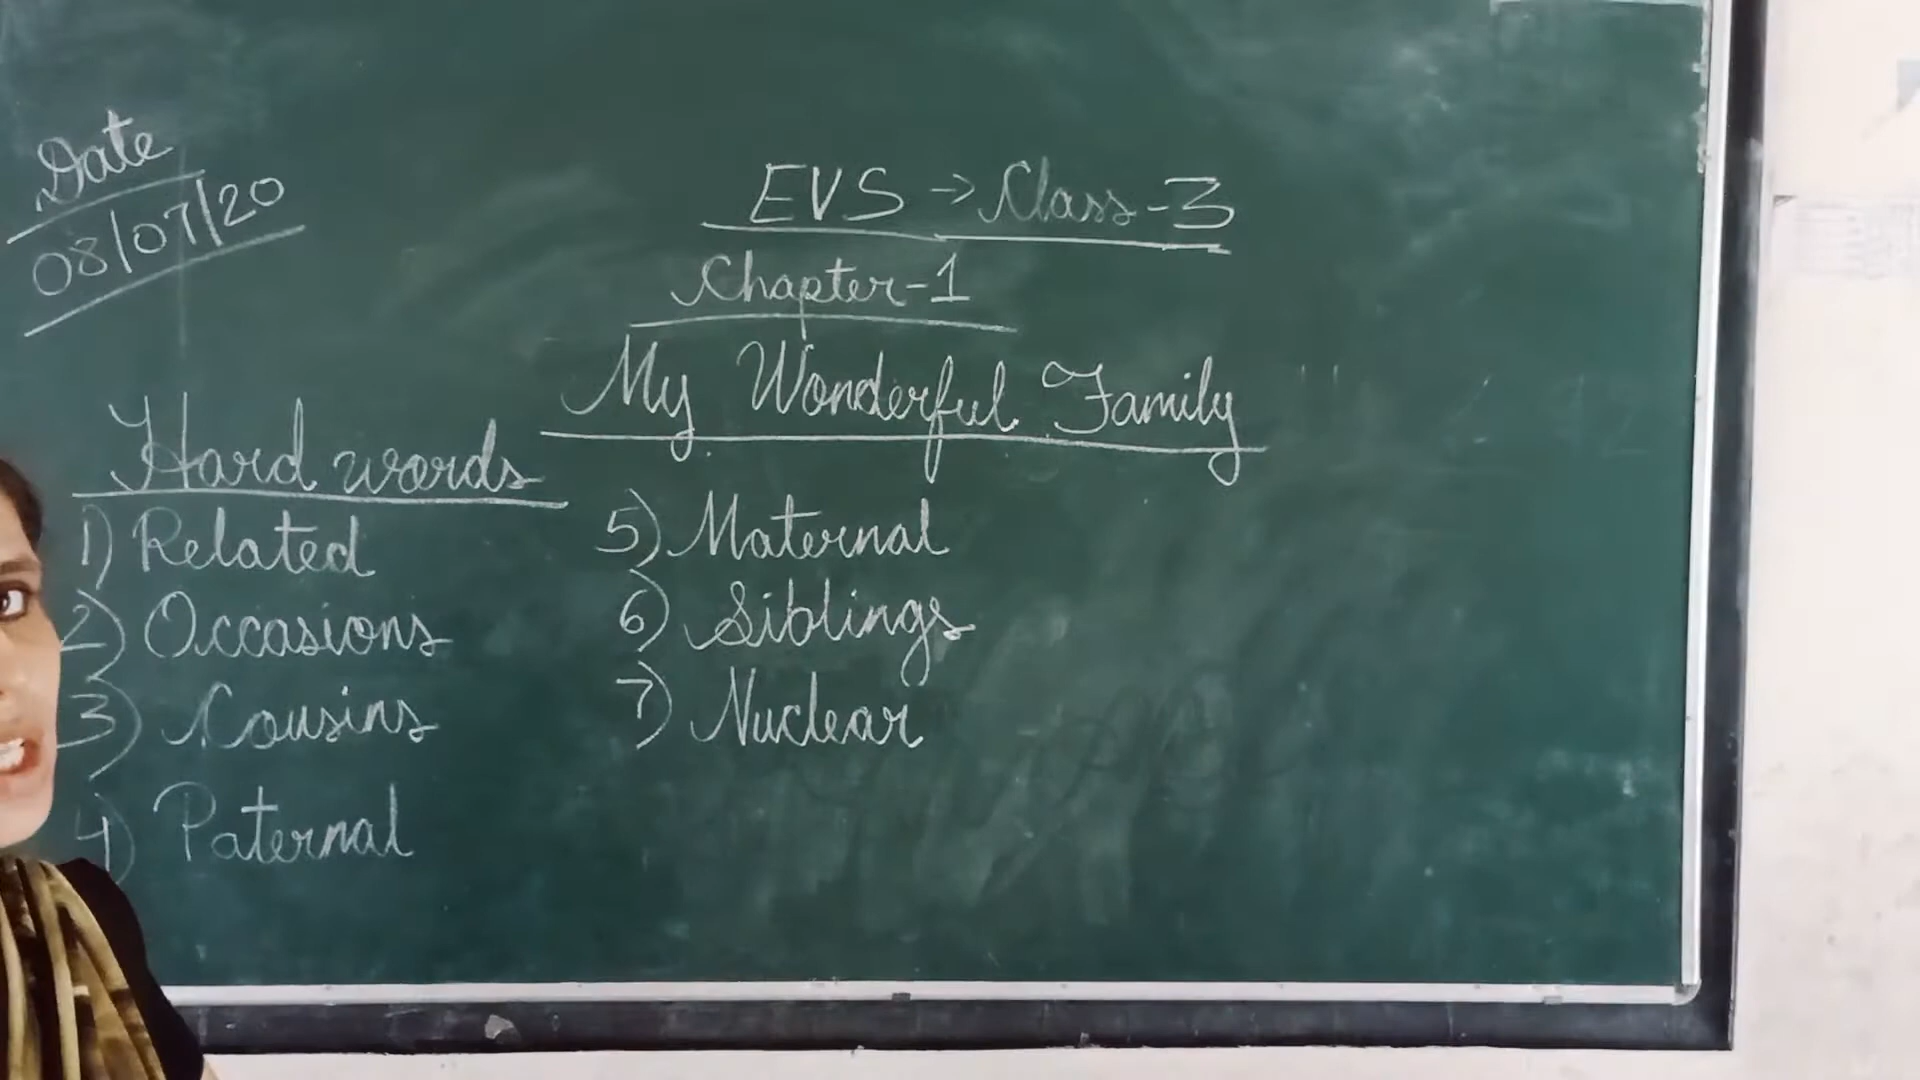 Date
08/07/20
EVS → Class-3
Chapter-1
My Wonderful Family
Hard words
1) Related
2) Occasions
3) Cousins
4) Paternal
5) Maternal
6) Siblings
7) Nuclear